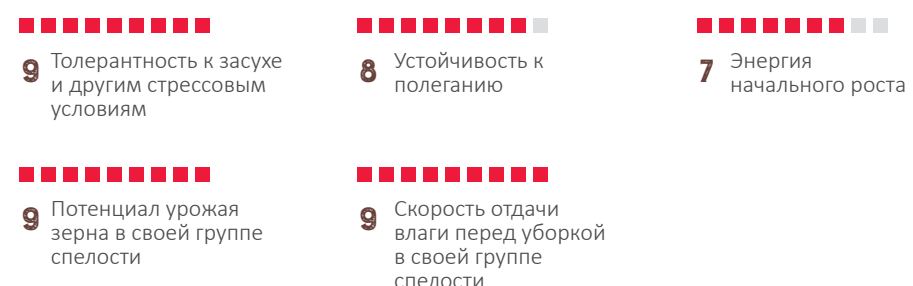 9 Толерантность к засухе
и другим стрессовым
условиям
8 Устойчивость к
полеганию
7 Энергия
начального роста
9 Потенциал урожая
зерна в своей группе
спелости
9 Скорость отдачи
влаги перед уборкой
в своей группе
спелости